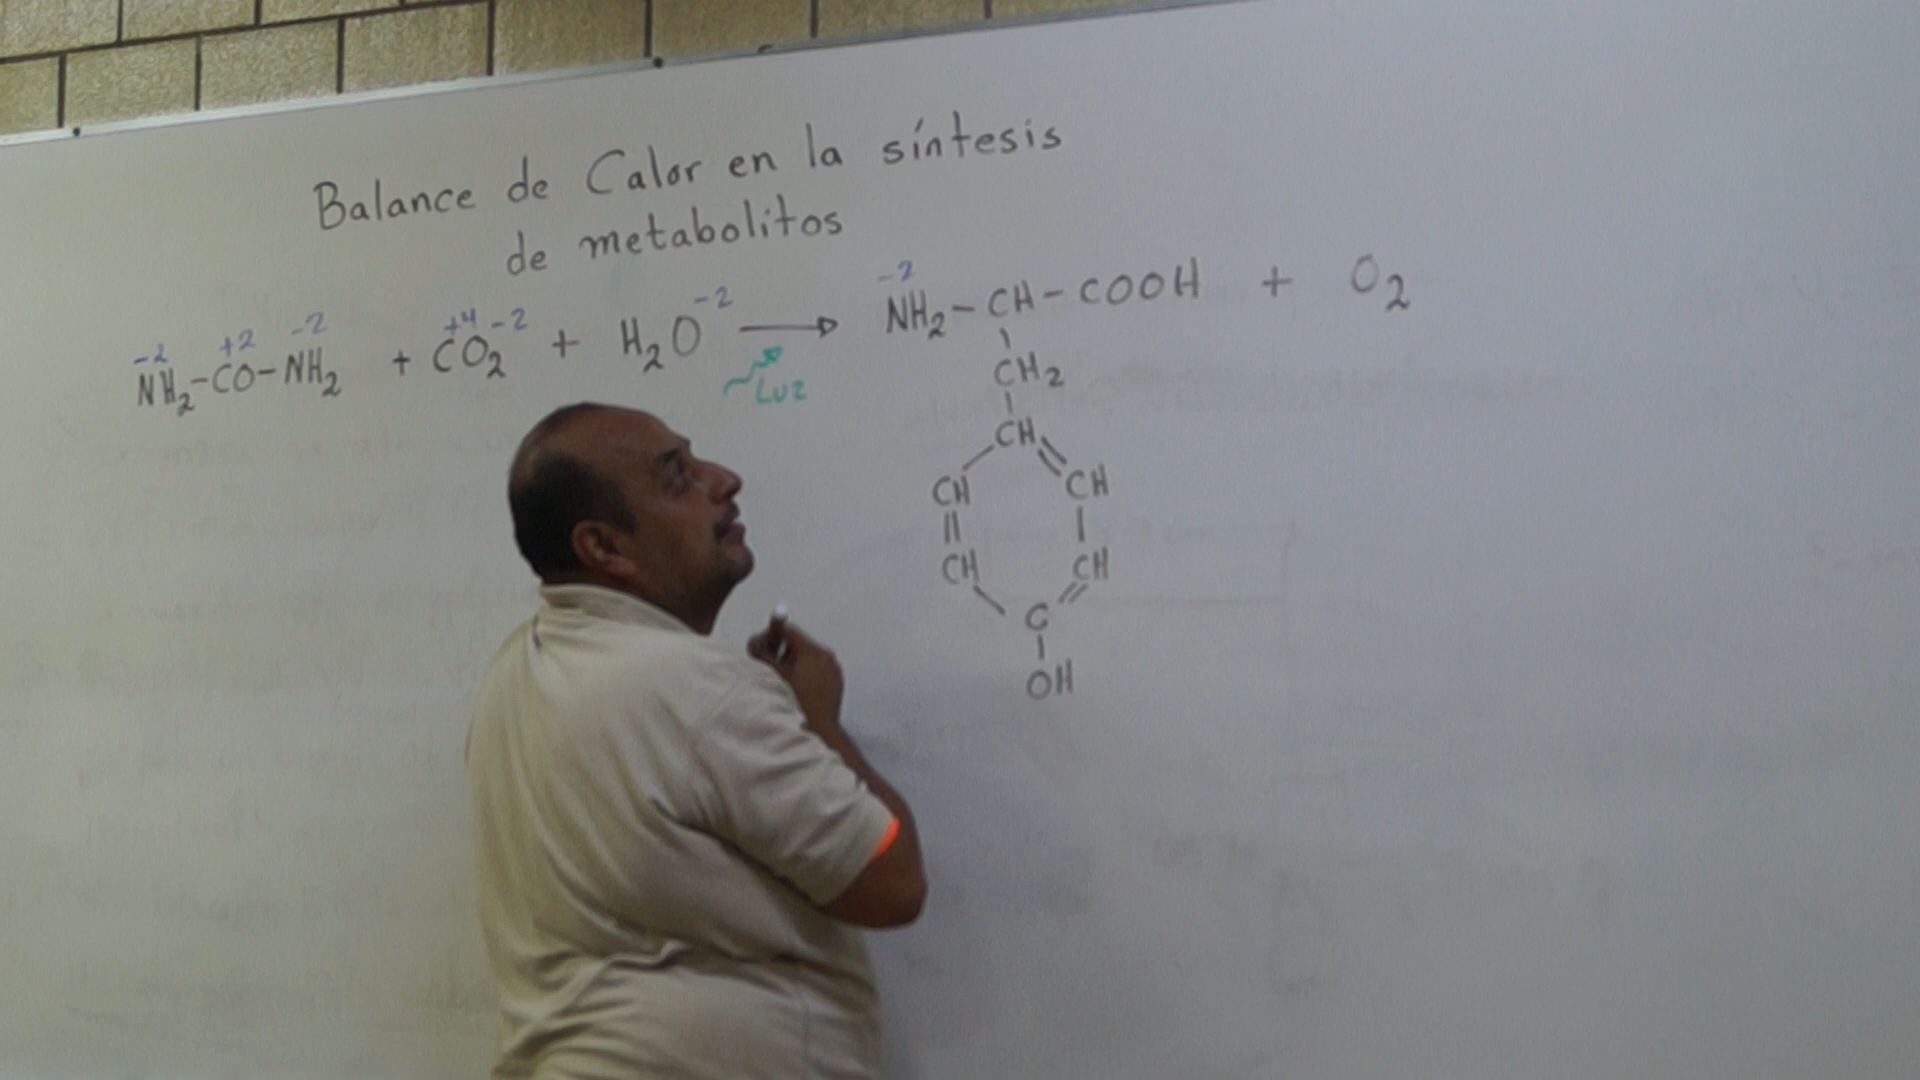 Balance de Calor en la síntesis
de metabolitos
-2 +2 -2 +4 -2 -2 -2
NH2-CO-NH2 + CO2 + H2O → NH2-CH-COOH + O2
Luz
CH2
CH
CH CH
CH CH
C
OH